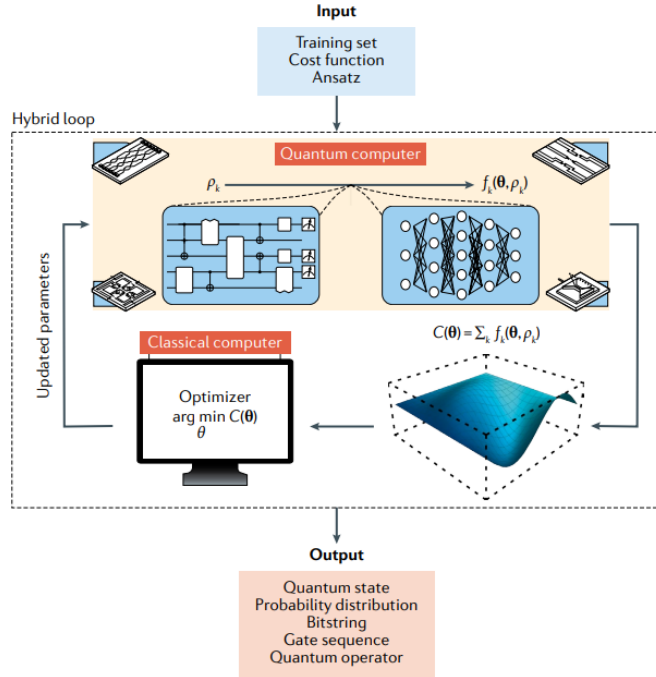 Input
Training set
Cost function
Ansatz
Hybrid loop
Quantum computer
ρₖ
fₖ(θ, ρₖ)
Updated parameters
C(θ) = ∑ₖ fₖ(θ, ρₖ)
Classical computer
Optimizer
arg min C(θ)
θ
Output
Quantum state
Probability distribution
Bitstring
Gate sequence
Quantum operator